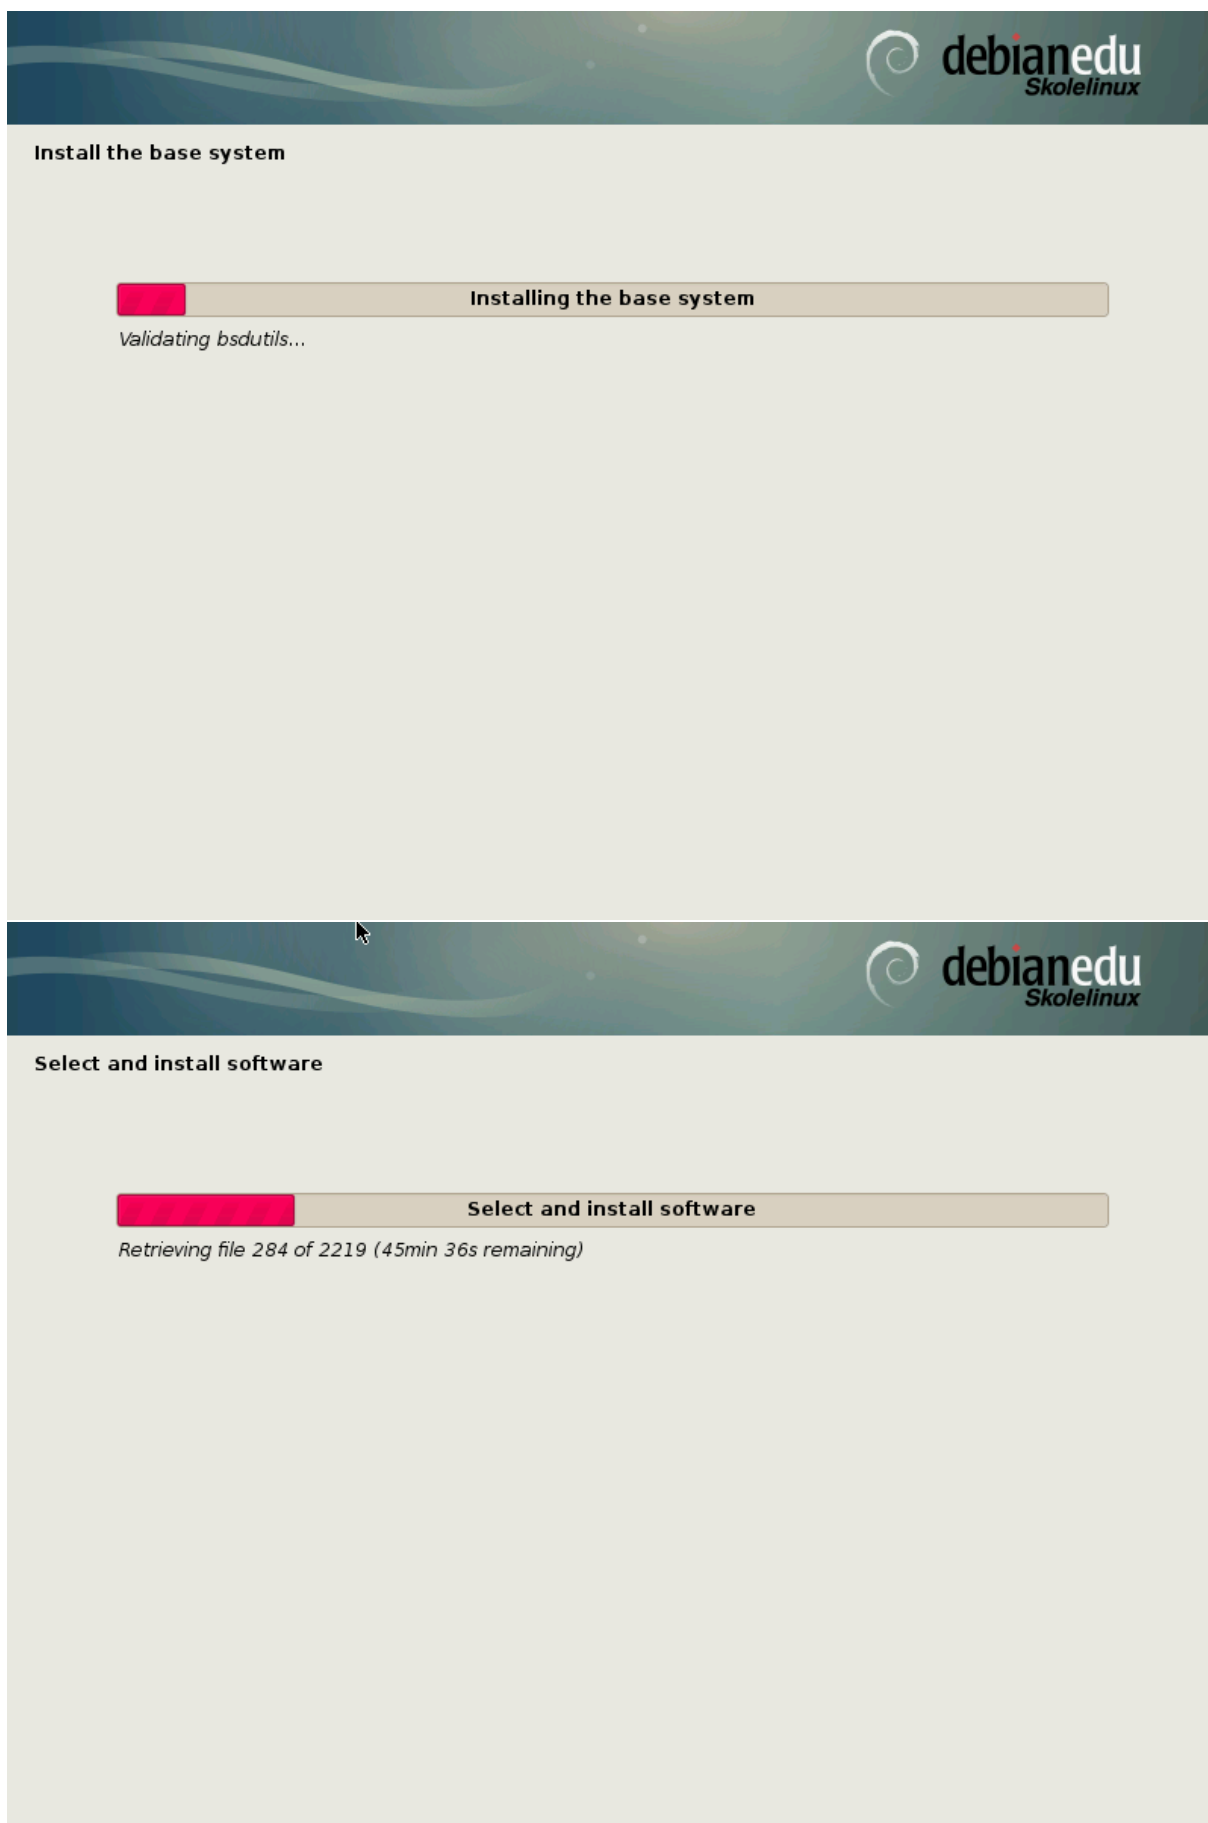 debianedu
Skolelinux
Install the base system
Installing the base system
Validating bsdutils...
debianedu
Skolelinux
Select and install software
Select and install software
Retrieving file 284 of 2219 (45min 36s remaining)